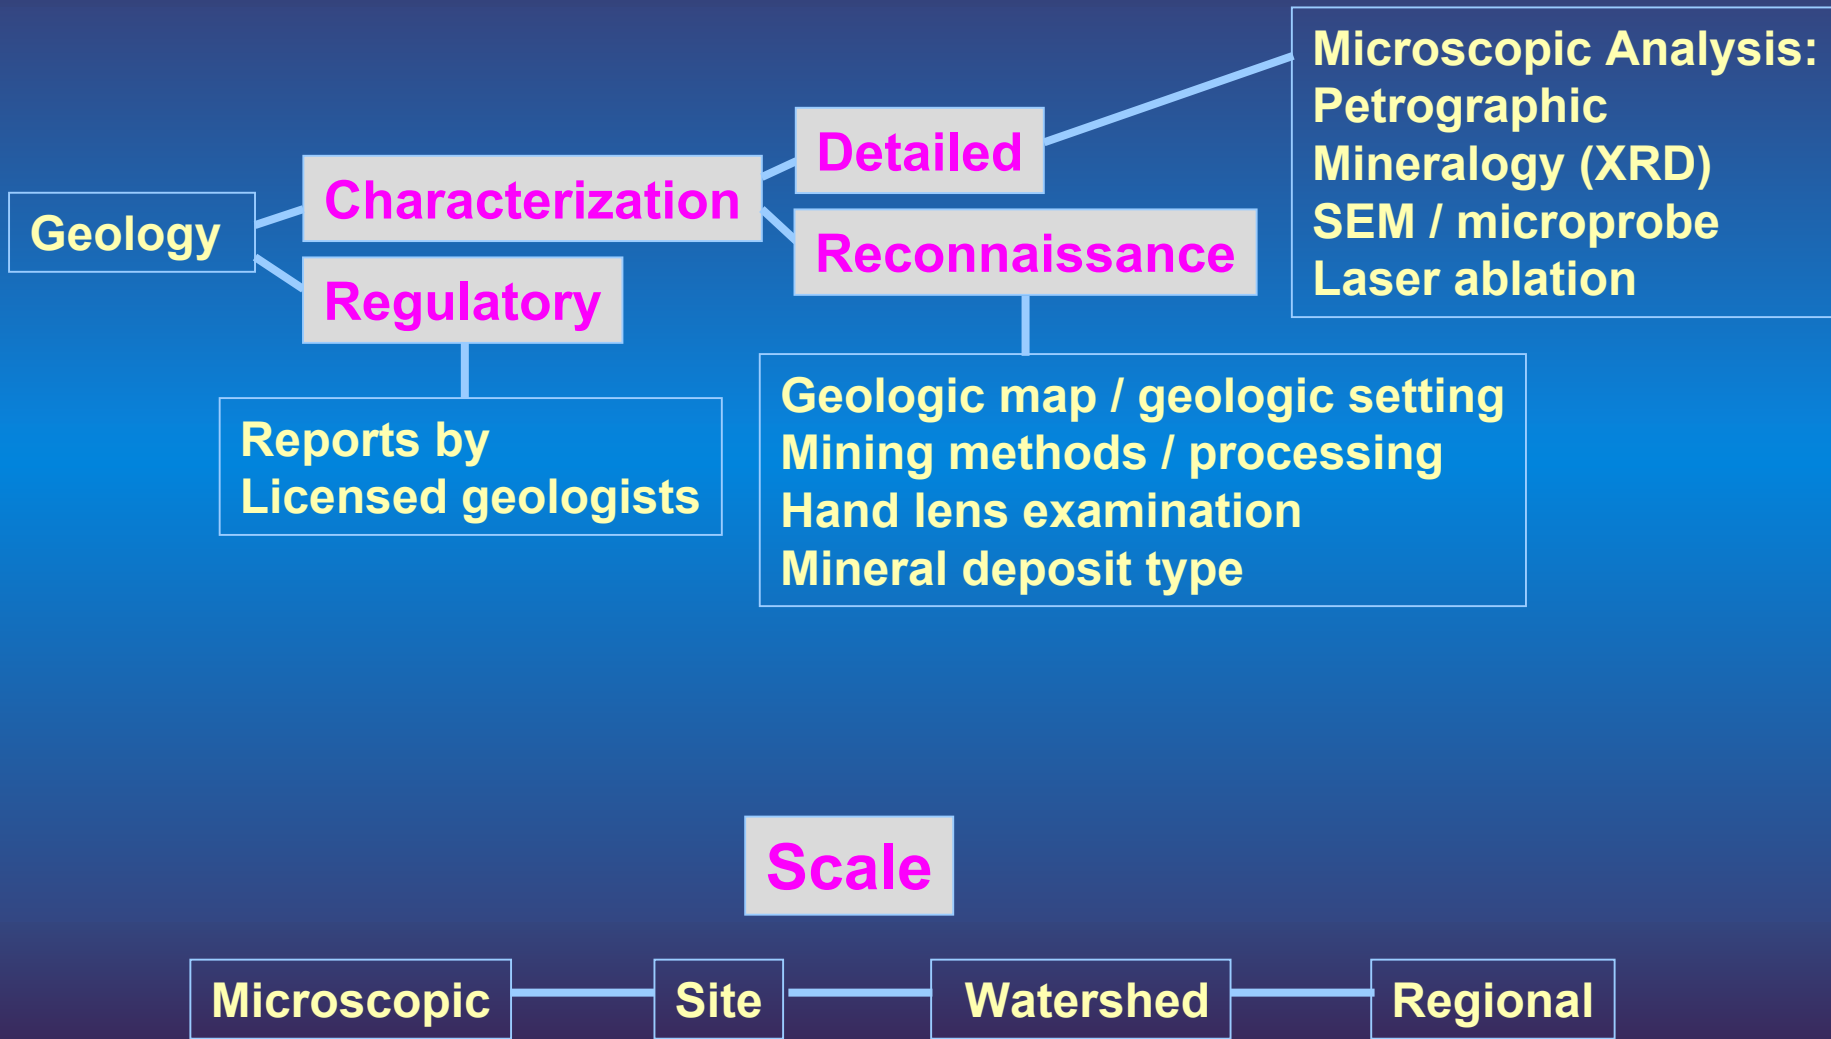 Geology
Characterization
Regulatory
Reports by
Licensed geologists
Detailed
Reconnaissance
Microscopic Analysis:
Petrographic
Mineralogy (XRD)
SEM / microprobe
Laser ablation
Geologic map / geologic setting
Mining methods / processing
Hand lens examination
Mineral deposit type
Scale
Microscopic
Site
Watershed
Regional